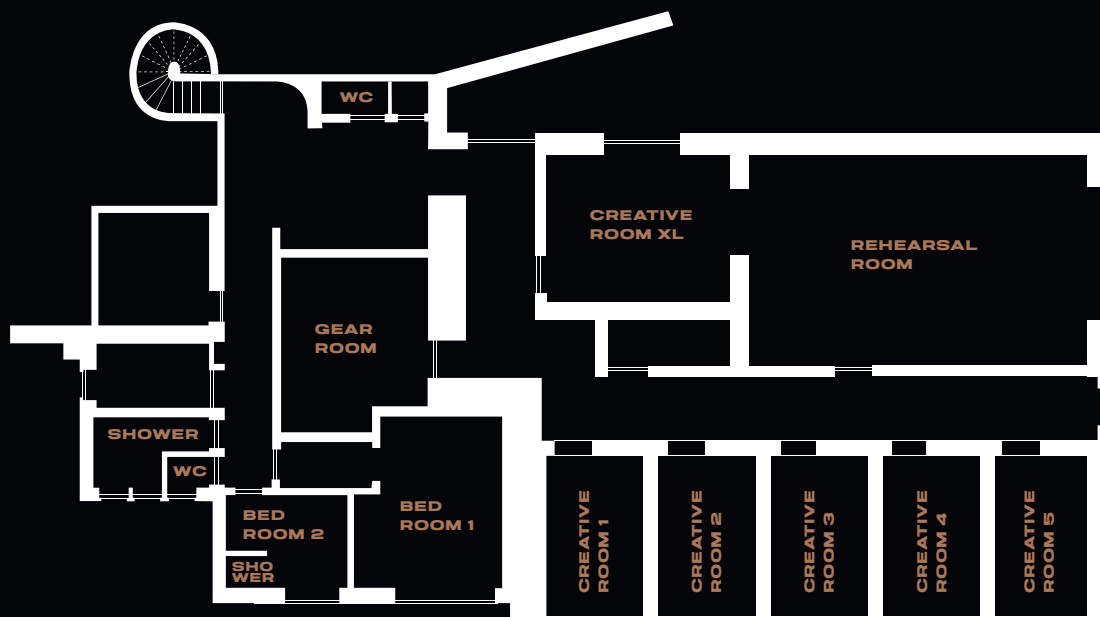 WC
CREATIVE
ROOM XL
REHEARSAL
ROOM
GEAR
ROOM
SHOWER
WC
BED
ROOM 1
BED
ROOM 2
SHO
WER
CREATIVE
ROOM 1
CREATIVE
ROOM 2
CREATIVE
ROOM 3
CREATIVE
ROOM 4
CREATIVE
ROOM 5